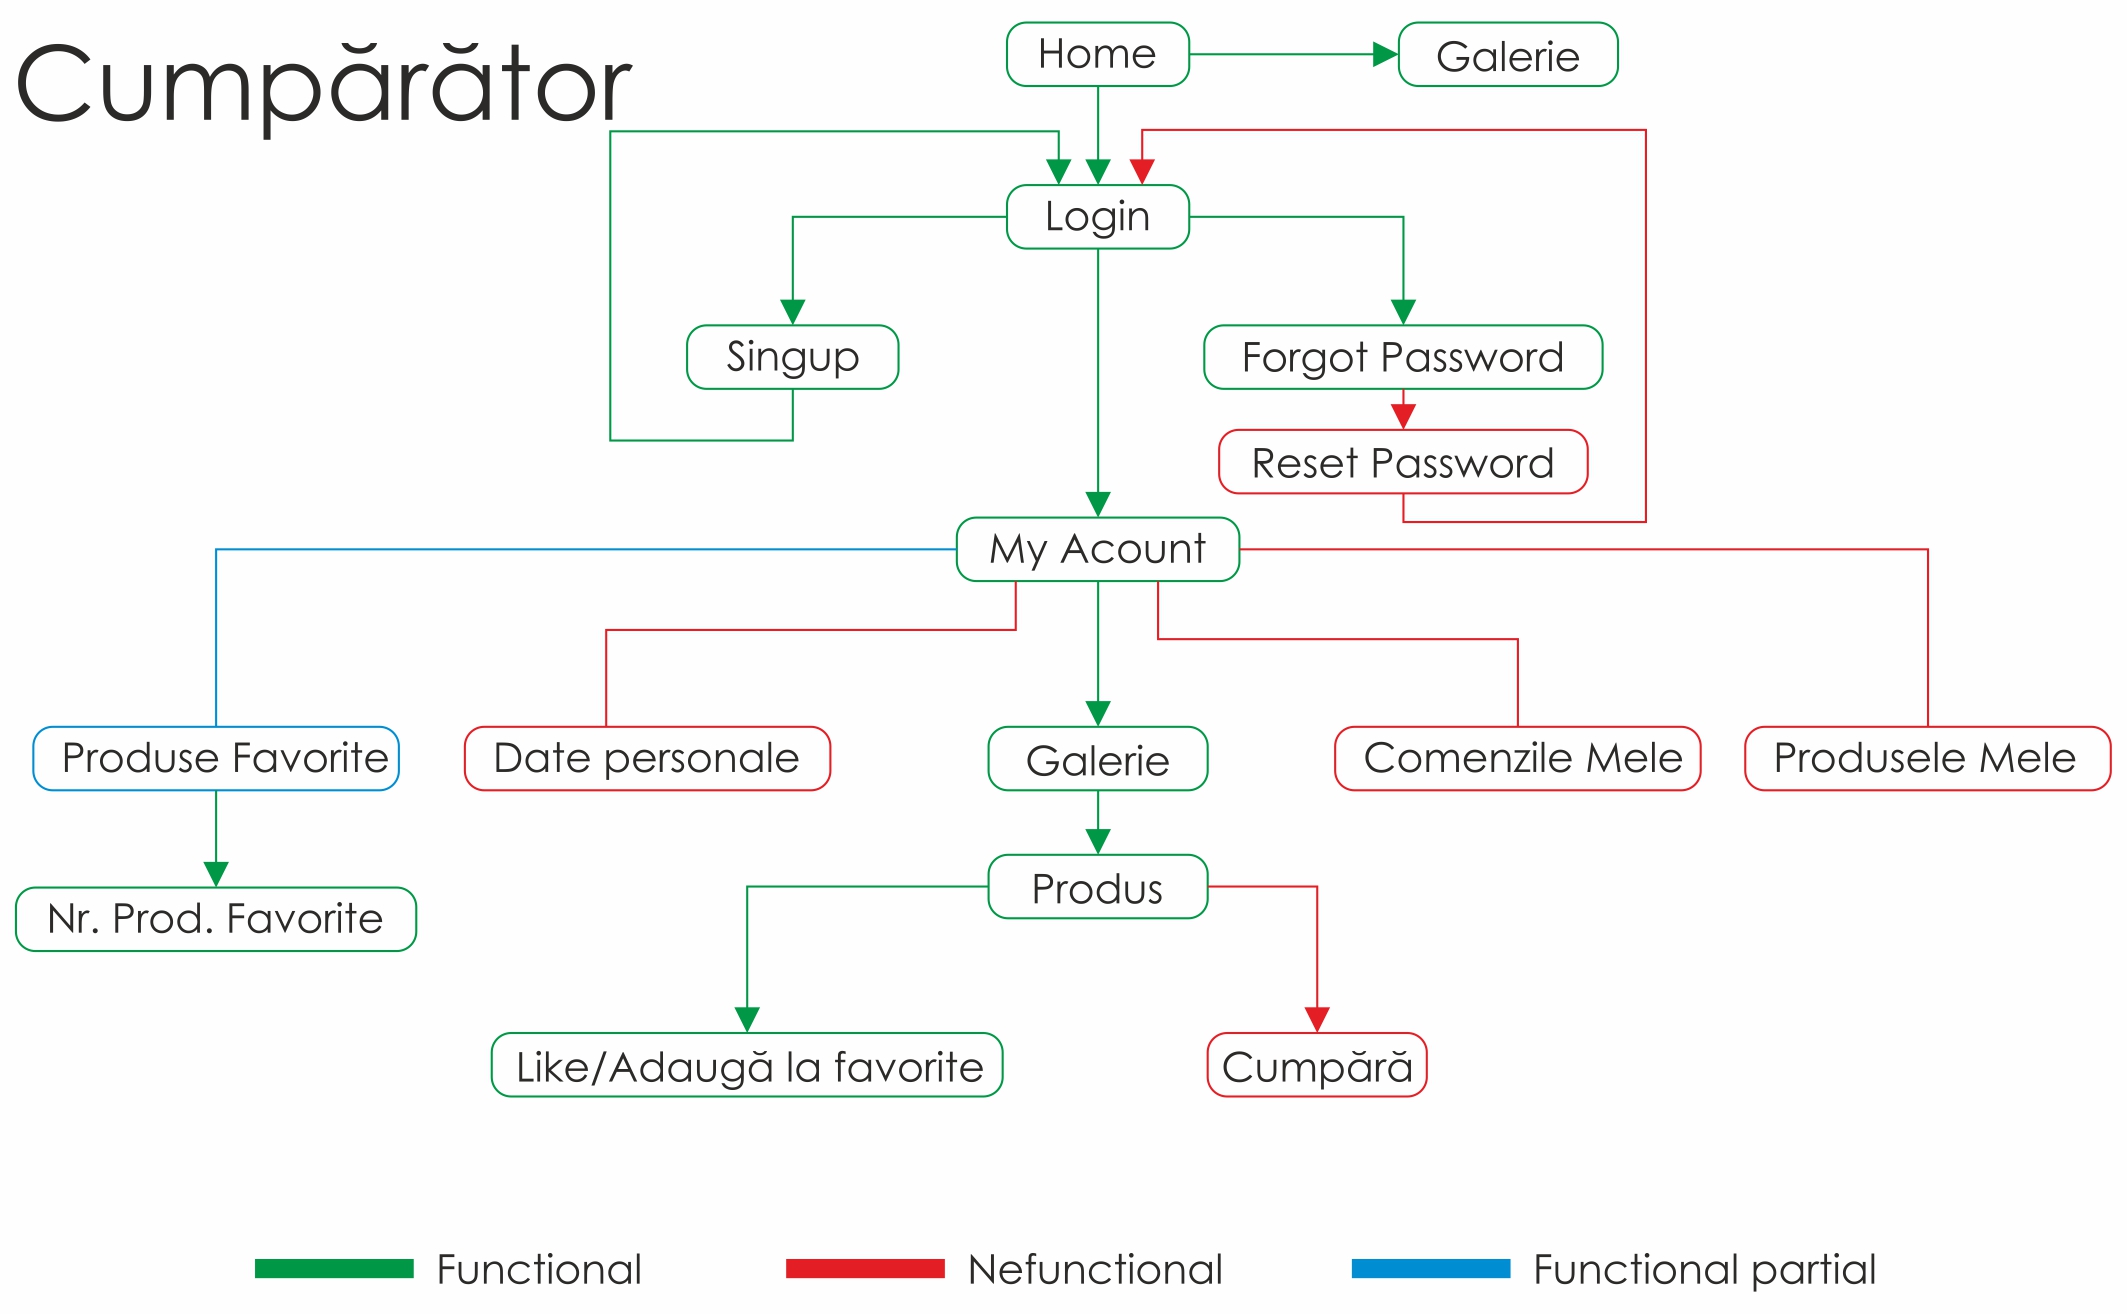 Cumpărător
Home
Galerie
Login
Singup
Forgot Password
Reset Password
My Acount
Produse Favorite
Date personale
Galerie
Comenzile Mele
Produsele Mele
Nr. Prod. Favorite
Produs
Like/Adaugă la favorite
Cumpără
Functional
Nefunctional
Functional partial